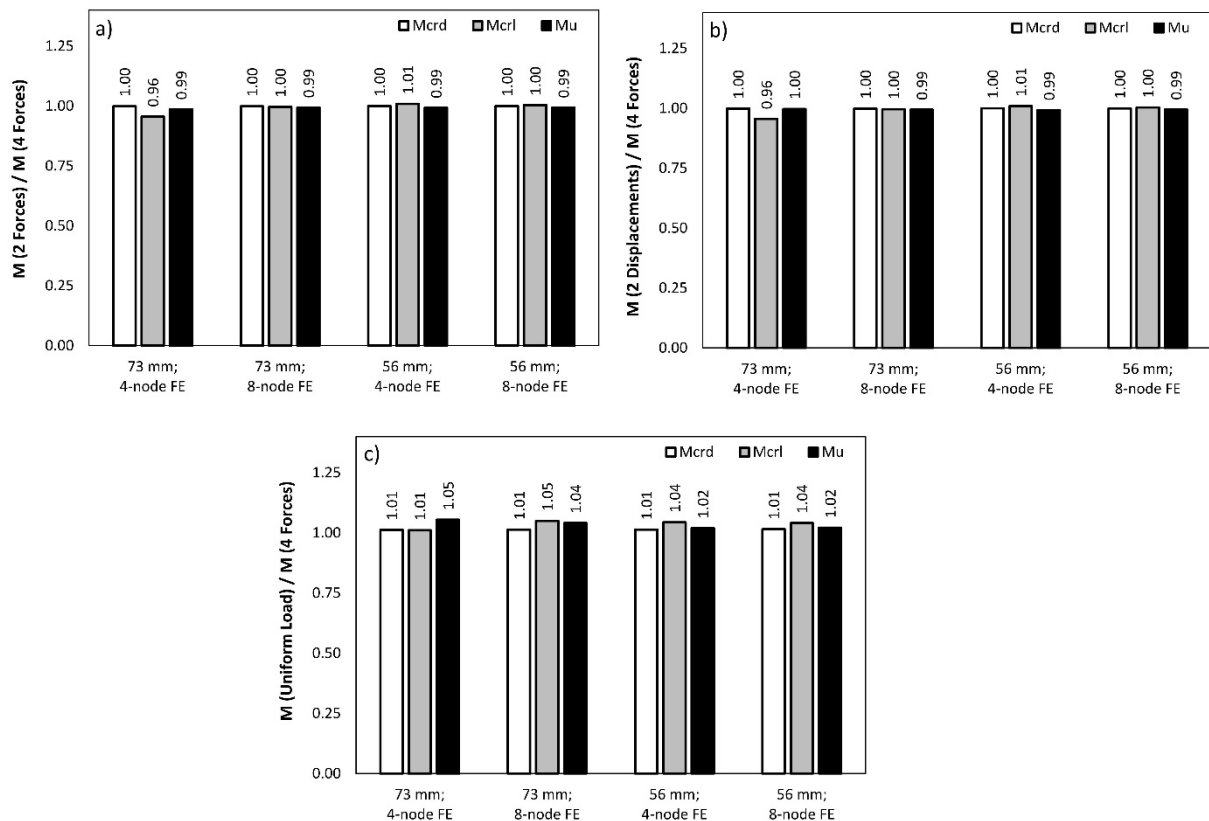 a)
Mcrd Mcrl Mu
M (2 Forces) / M (4 Forces)
1.25
1.00
0.75
0.50
0.25
0.00
1.00 0.96 0.99
1.00 1.00 0.99
1.00 1.01 0.99
1.00 1.00 0.99
73 mm; 73 mm; 56 mm; 56 mm;
4-node FE 8-node FE 4-node FE 8-node FE
b)
Mcrd Mcrl Mu
M (2 Displacements) / M (4 Forces)
1.25
1.00
0.75
0.50
0.25
0.00
1.00 0.96 1.00
1.00 1.00 0.99
1.00 1.01 0.99
1.00 1.00 0.99
73 mm; 73 mm; 56 mm; 56 mm;
4-node FE 8-node FE 4-node FE 8-node FE
c)
Mcrd Mcrl Mu
M (Uniform Load) / M (4 Forces)
1.25
1.00
0.75
0.50
0.25
0.00
1.01 1.01 1.05
1.01 1.05 1.04
1.01 1.04 1.02
1.01 1.04 1.02
73 mm; 73 mm; 56 mm; 56 mm;
4-node FE 8-node FE 4-node FE 8-node FE